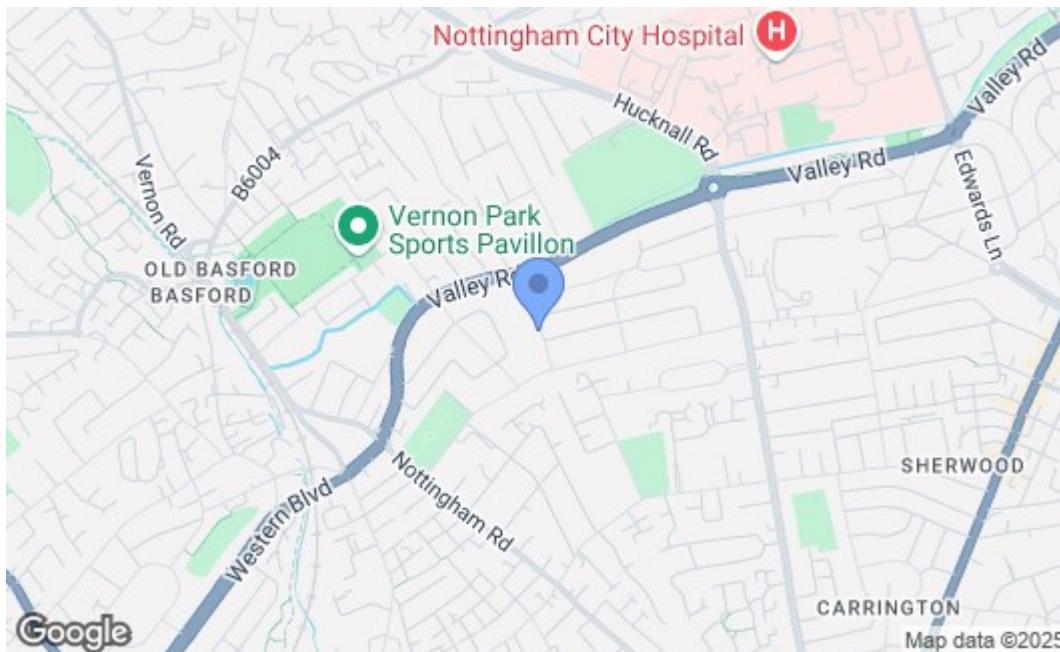 Nottingham City Hospital
H
Hucknall Rd
Valley Rd
Valley Rd
Edwards Ln
B6004
Vernon Rd
Vernon Park
Sports Pavillon
OLD BASFORD
BASFORD
Valley Rd
SHERWOOD
Nottingham Rd
Western Blvd
CARRINGTON
Google
Map data ©2025